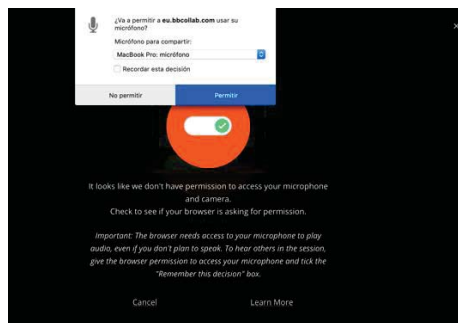 ¿Va a permitir a eu.bbcollab.com usar su
micrófono?
Micrófono para compartir:
MacBook Pro: micrófono
Recordar esta decisión
No permitir
Permitir
It looks like we don't have permission to access your microphone
and camera.
Check to see if your browser is asking for permission.
Important: The browser needs access to your microphone to play
audio, even if you don't plan to speak. To hear others in the session,
give the browser permission to access your microphone and tick the
"Remember this decision" box.
Cancel
Learn More